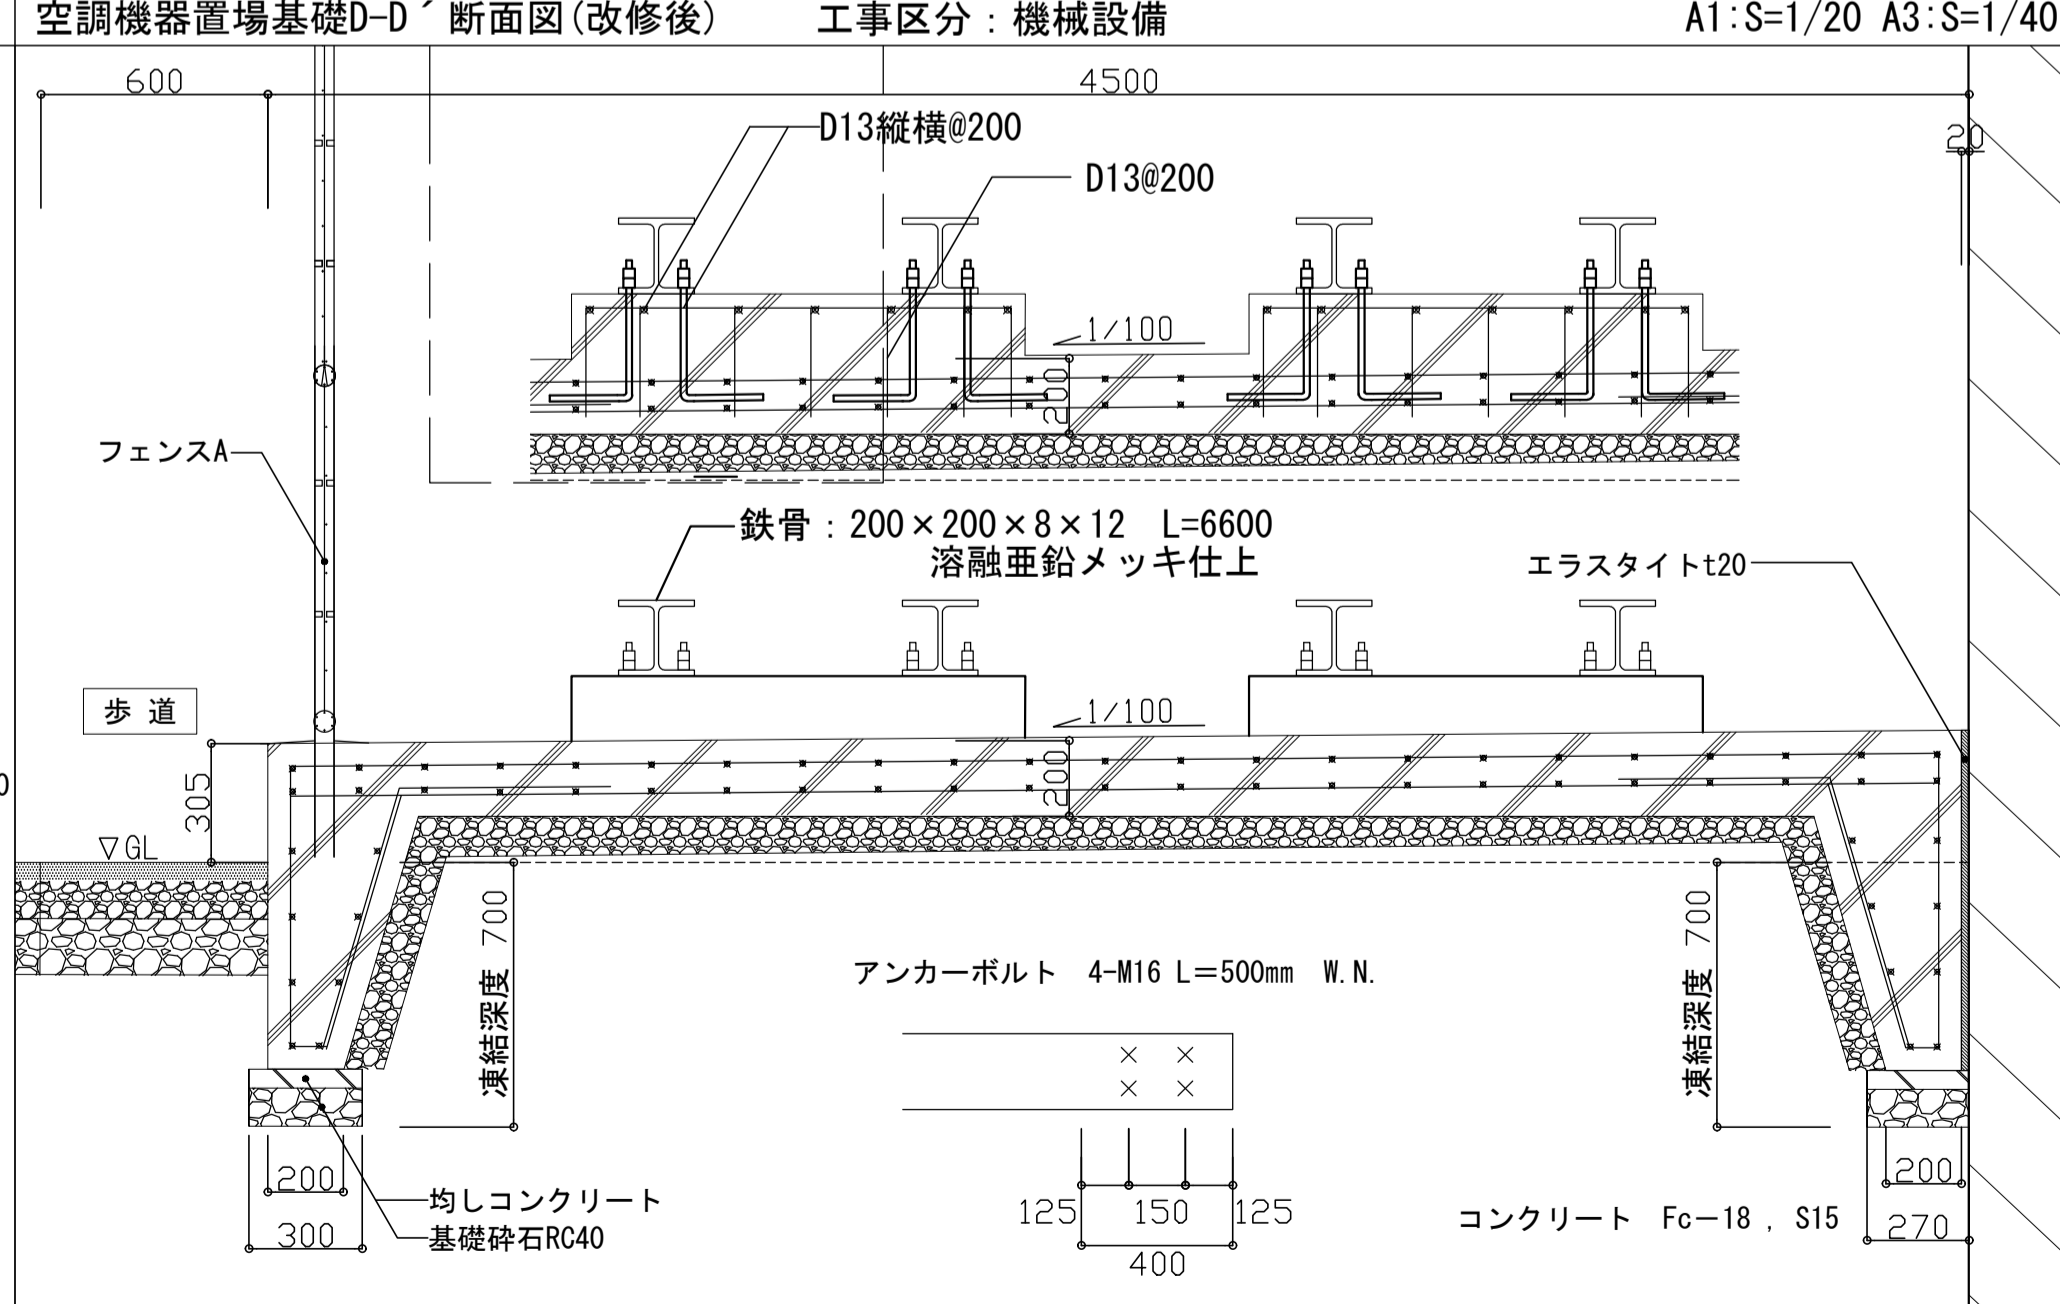 空調機器置場基礎D-D´断面図(改修後)　工事区分：機械設備　A1:S=1/20 A3:S=1/40
600
4500
20
D13縦横@200
D13@200
1/100
200
フェンスA
鉄骨：200×200×8×12　L=6600
溶融亜鉛メッキ仕上
エラスタイトt20
歩 道
1/100
200
305
0
▽GL
凍結深度 700
凍結深度 700
アンカーボルト　4-M16 L=500mm　W.N.
200
300
均しコンクリート
基礎砕石RC40
125
150
125
400
コンクリート　Fc-18 , S15
200
270